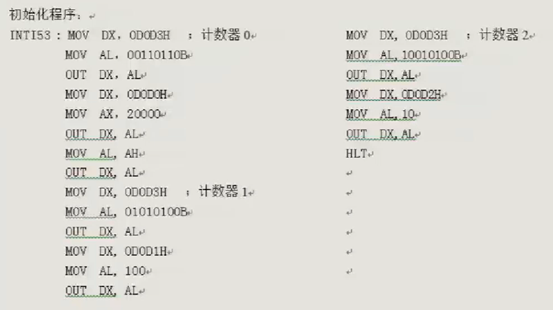 初始化程序：
INTI53：MOV DX，0D0D3H ；计数器0
MOV AL，00110110B
OUT DX，AL
MOV DX，0D0D0H
MOV AX，20000
OUT DX, AL
MOV AL, AH
OUT DX, AL
MOV DX, 0D0D3H ；计数器1
MOV AL, 01010100B
OUT DX, AL
MOV DX, 0D0D1H
MOV AL, 100
OUT DX, AL
MOV DX, 0D0D3H ；计数器2
MOV AL,10010100B
OUT DX,AL
MOV DX,0D0D2H
MOV AL,10
OUT DX,AL
HLT